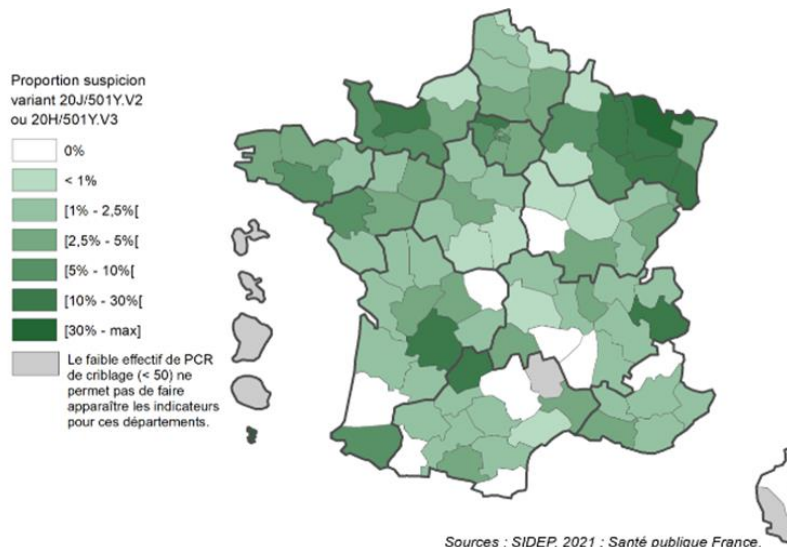 Proportion suspicion
variant 20J/501Y.V2
ou 20H/501Y.V3
0%
< 1%
[1% - 2,5%[
[2,5% - 5%[
[5% - 10%[
[10% - 30%[
[30% - max]
Le faible effectif de PCR
de criblage (< 50) ne
permet pas de faire
apparaître les indicateurs
pour ces départements.
Sources : SIDEP, 2021 ; Santé publique France.